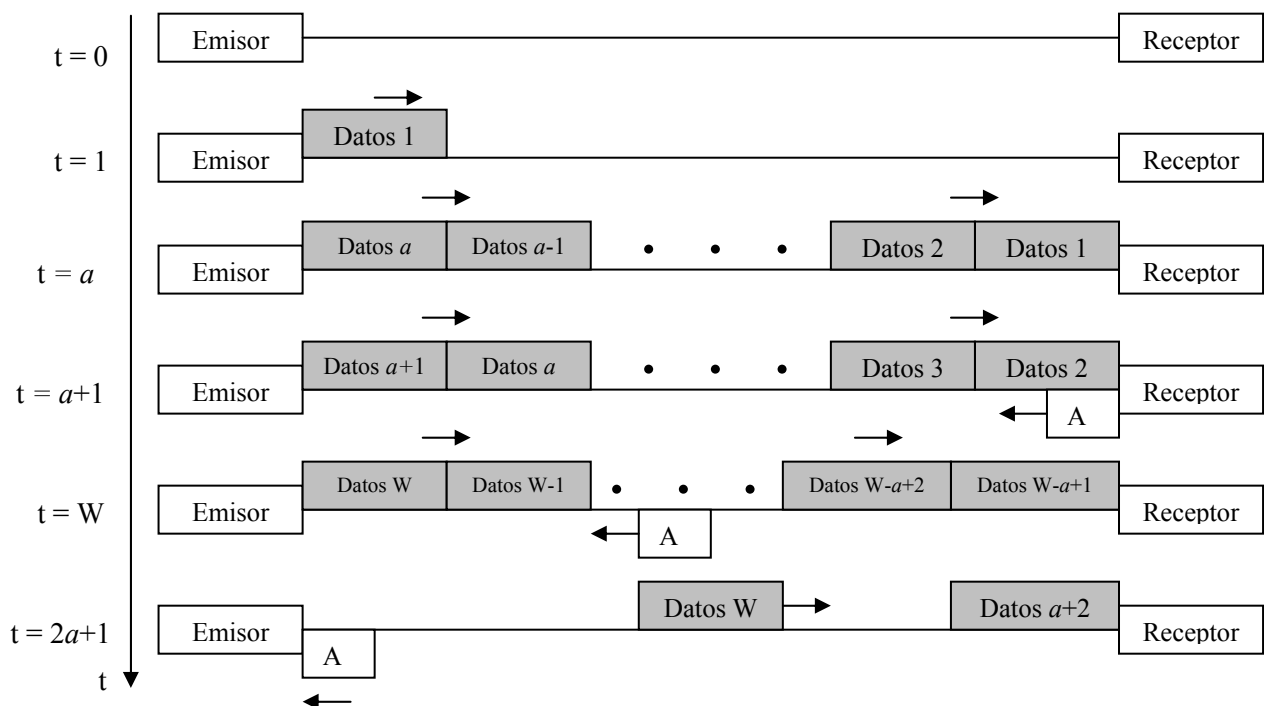 t = 0 Emisor Receptor
Datos 1
t = 1 Emisor Receptor
Datos a Datos a-1 • • • Datos 2 Datos 1
t = a Emisor Receptor
Datos a+1 Datos a • • • Datos 3 Datos 2
t = a+1 Emisor Receptor
A
Datos W Datos W-1 • • • Datos W-a+2 Datos W-a+1
t = W Emisor Receptor
A
Datos W Datos a+2
t = 2a+1 Emisor Receptor
A
t